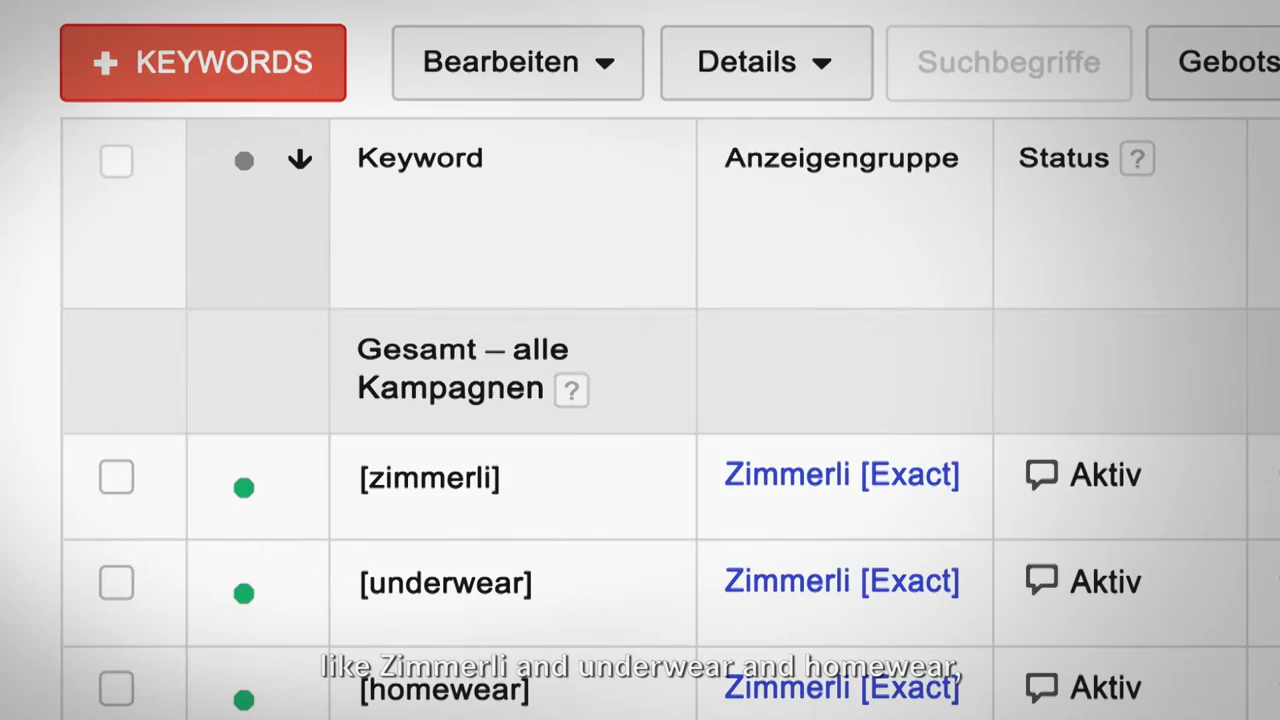 + KEYWORDS
Bearbeiten
Details
Suchbegriffe
Gebots
Keyword
Anzeigengruppe
Status ?
Gesamt – alle
Kampagnen ?
[zimmerli]
Zimmerli [Exact]
Aktiv
[underwear]
Zimmerli [Exact]
Aktiv
like Zimmerli and underwear and homewear,
[homewear]
Zimmerli [Exact]
Aktiv